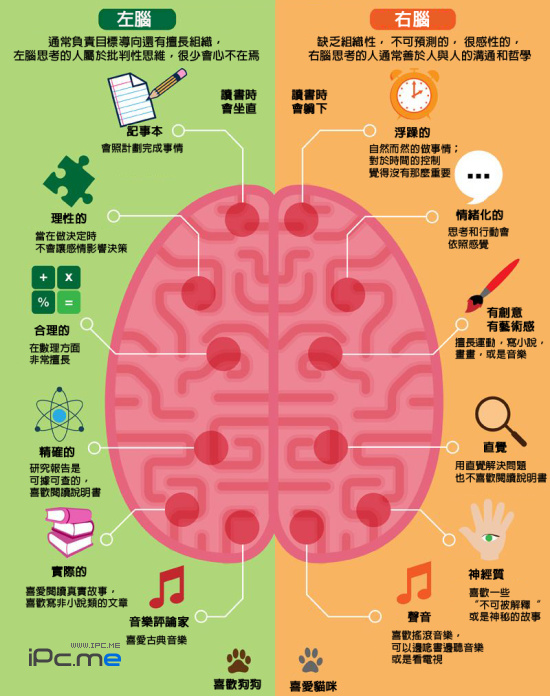 左腦
通常負責目標導向還有擅長組織,
左腦思考的人屬於批判性思維,很少會心不在焉
右腦
缺乏組織性, 不可預測的, 很感性的,
右腦思考的人通常善於人與人的溝通和哲學
讀書時
會坐直
讀書時
會躺下
記事本
會照計劃完成事情
浮躁的
自然而然的做事情;
對於時間的控制
覺得沒有那麼重要
理性的
當在做決定時
不會讓感情影響決策
情緒化的
思考和行動會
依照感覺
+ x
% =
合理的
在數理方面
非常擅長
有創意
有藝術感
擅長運動,寫小說,
畫畫,或是音樂
精確的
研究報告是
可據可查的,
喜歡閱讀說明書
直覺
用直覺解決問題
也不喜歡閱讀說明書
實際的
喜愛閱讀真實故事,
喜歡寫非小說類的文章
神經質
喜歡一些
“不可被解釋“
或是神秘的故事
音樂評論家
喜愛古典音樂
聲音
喜歡搖滾音樂,
可以邊唸書邊聽音樂
或是看電視
喜歡狗狗
喜愛貓咪
WWW.IPC.ME
iPc.me